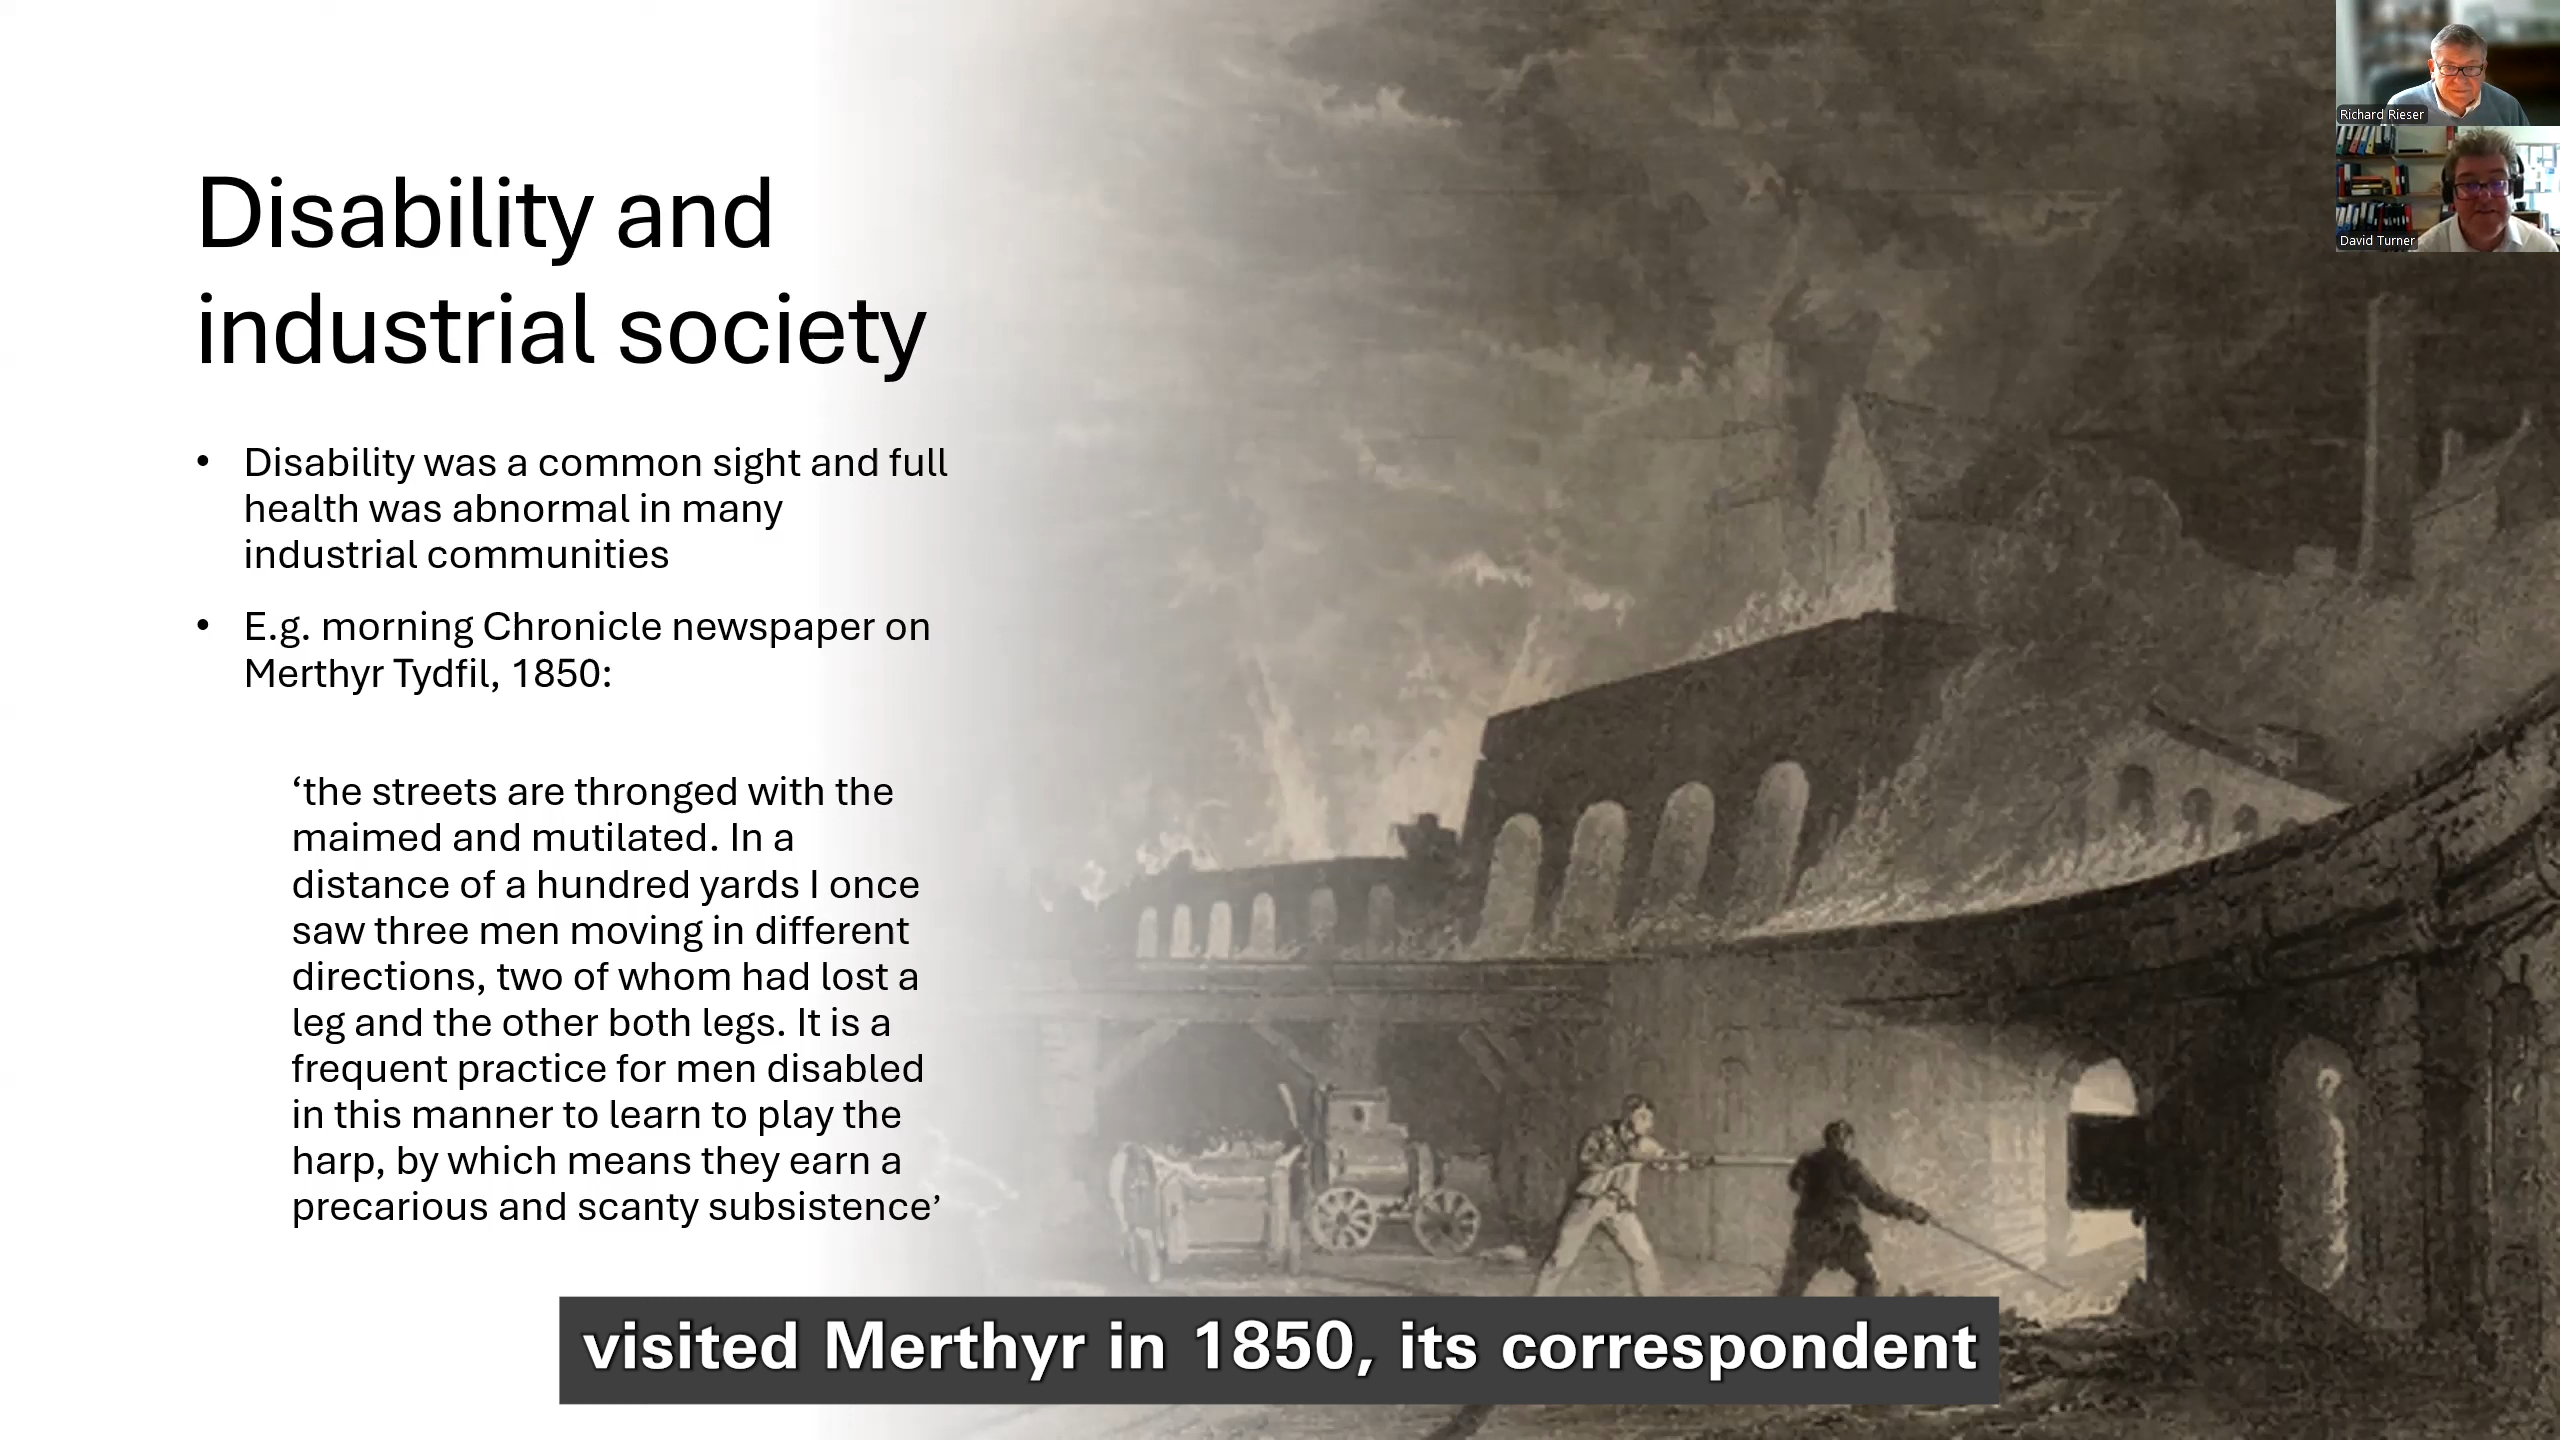 Disability and
industrial society
• Disability was a common sight and full
health was abnormal in many
industrial communities
• E.g. morning Chronicle newspaper on
Merthyr Tydfil, 1850:
‘the streets are thronged with the
maimed and mutilated. In a
distance of a hundred yards I once
saw three men moving in different
directions, two of whom had lost a
leg and the other both legs. It is a
frequent practice for men disabled
in this manner to learn to play the
harp, by which means they earn a
precarious and scanty subsistence’
visited Merthyr in 1850, its correspondent
Richard Rieser
David Turner